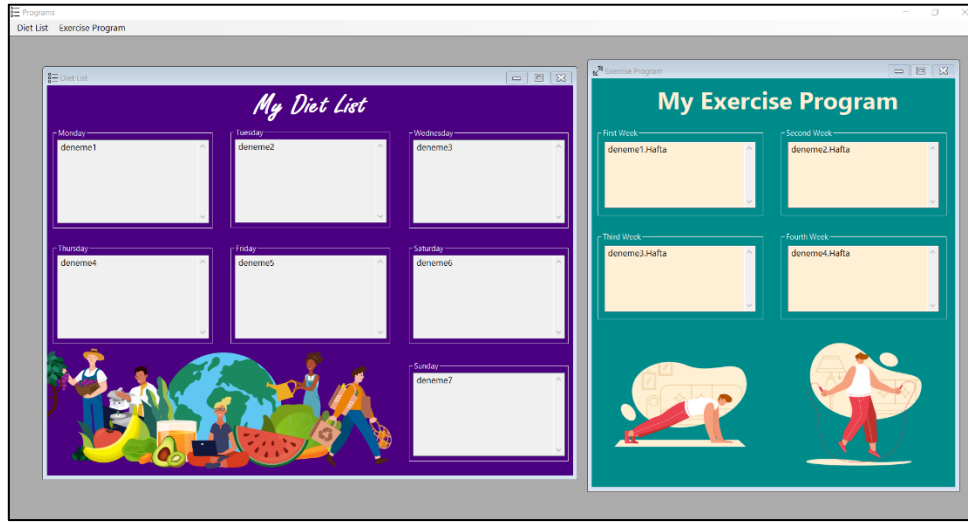 Programs
Diet List Exercise Program
Diet List
My Diet List
Monday
deneme1
Tuesday
deneme2
Wednesday
deneme3
Thursday
deneme4
Friday
deneme5
Saturday
deneme6
Sunday
deneme7
Exercise Program
My Exercise Program
First Week
deneme1.Hafta
Second Week
deneme2.Hafta
Third Week
deneme3.Hafta
Fourth Week
deneme4.Hafta